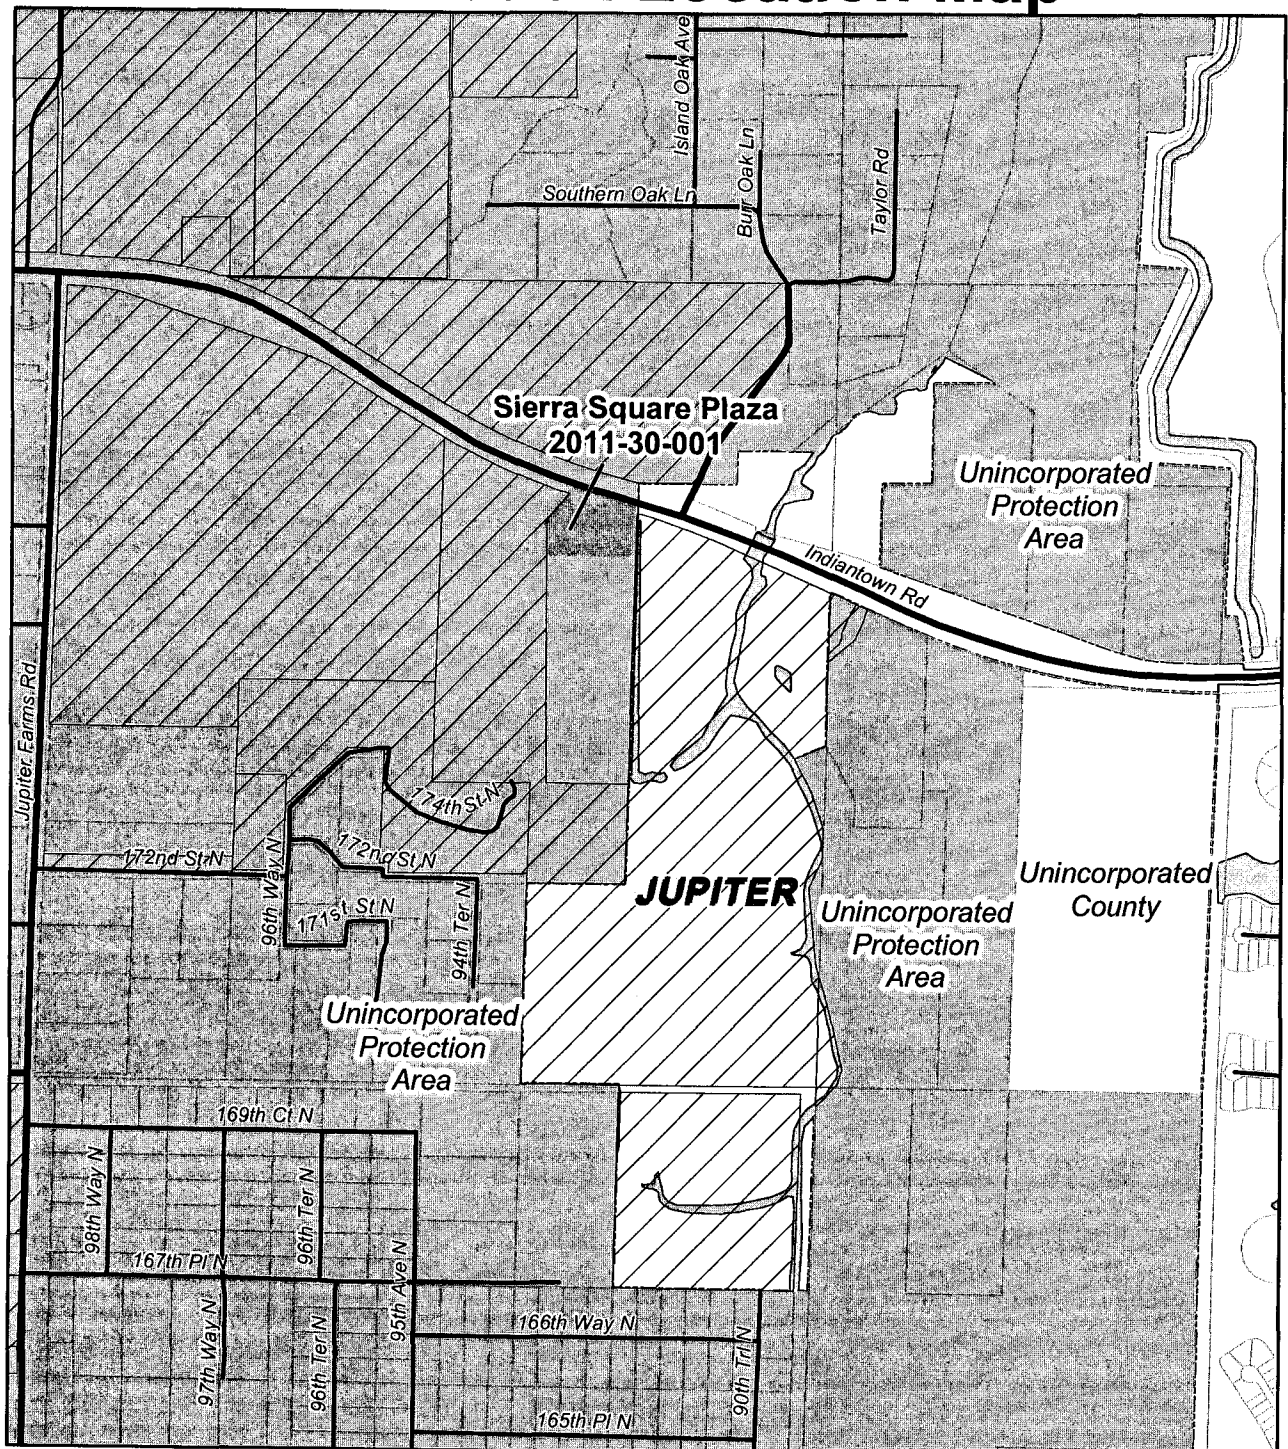 Location Map
Island Oak Ave
Southern Oak Ln
Burr Oak Ln
Taylor Rd
Sierra Square Plaza
2011-30-001
Unincorporated
Protection
Area
Indiantown Rd
Jupiter Farms Rd
174th St N
172nd St N
172nd St N
96th Way N
171st St N
94th Ter N
JUPITER
Unincorporated
County
Unincorporated
Protection
Area
Unincorporated
Protection
Area
169th Ct N
98th Way N
96th Ter N
167th Pl N
95th Ave N
97th Way N
96th Ter N
166th Way N
90th Trl N
165th Pl N